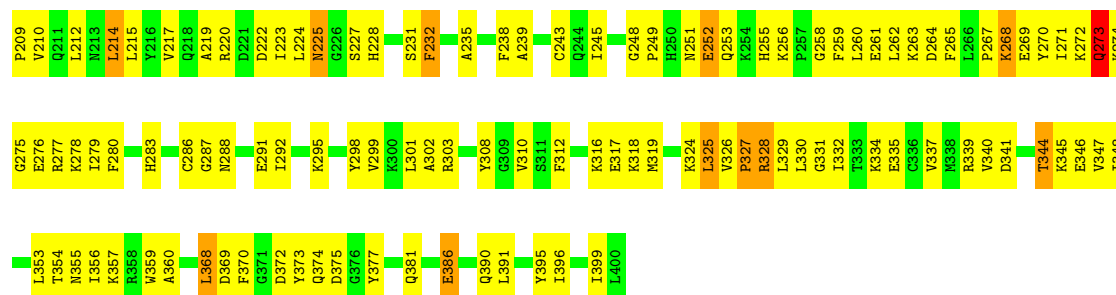 P209 V210 Q211 L212 N213 L214 L215 Y216 V217 Q218 A219 R220 D221 D222 I223 L224 N225 G226 S227 H228 S231 F232 A235 F238 A239 C243 Q244 I245 G248 P249 H250 N251 E252 Q253 K254 H255 K256 P257 G258 F259 L260 E261 L262 K263 D264 F265 L266 P267 K268 E269 Y270 I271 K272 Q273
G275 E276 R277 K278 I279 F280 H283 C286 G287 N288 E291 I292 K295 Y298 V299 K300 L301 A302 R303 Y308 G309 V310 S311 F312 K316 E317 K318 M319 K324 L325 V326 P327 R328 L329 L330 G331 I332 T333 K334 E335 C336 V337 M338 R339 V340 D341 T344 K345 E346 V347
L353 T354 N355 I356 K357 R358 W359 A360 L368 D369 F370 G371 D372 Y373 Q374 D375 G376 Y377 Q381 E386 Q390 L391 Y395 I396 I399 L400